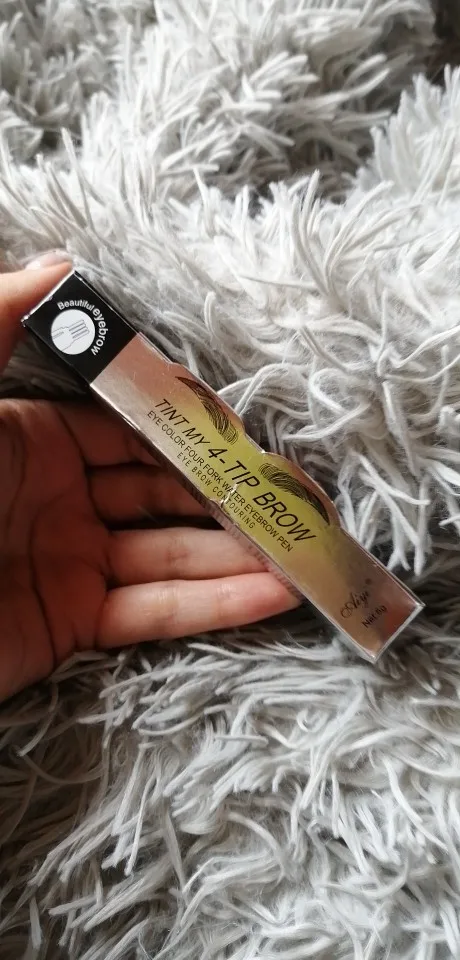 Beautiful eyebrow
TINT MY 4-TIP BROW
EYE COLOR FOUR FORK WATER EYEBROW PEN
EYE BROW CONTOURING
Net 6g